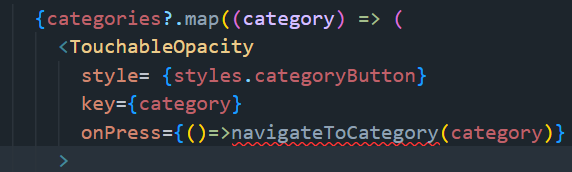 {categories?.map((category) => (
<TouchableOpacity
style= {styles.categoryButton}
key={category}
onPress={()=>navigateToCategory(category)}
>